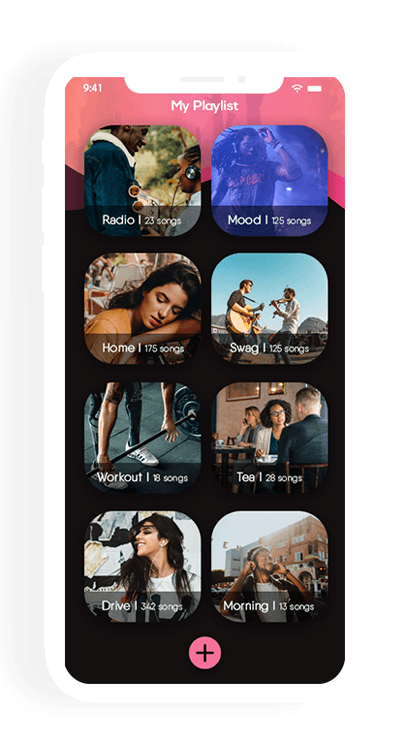 9:41
My Playlist
Radio | 23 songs
Mood | 125 songs
Home | 175 songs
Swag | 125 songs
Workout | 18 songs
Tea | 28 songs
Drive | 342 songs
Morning | 13 songs